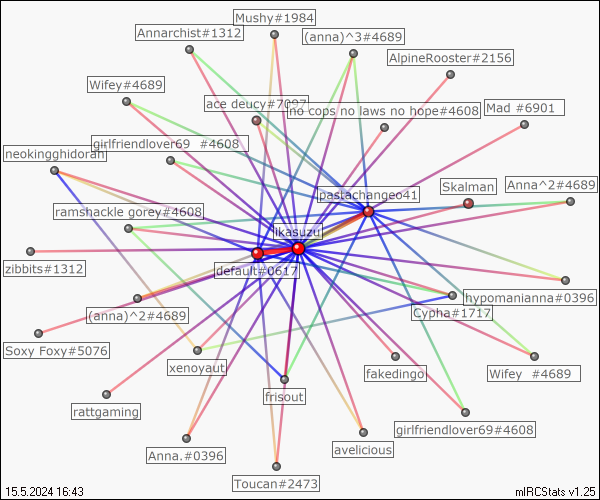 Mushy#1984
Annarchist#1312
(anna)^3#4689
AlpineRooster#2156
Wifey#4689
ace deucy#7097
no cops no laws no hope#4608
Mad #6901
neokingghidorah
girlfriendlover69 #4608
pastachangeo41
Skalman
Anna^2#4689
ramshackle gorey#4608
ikasuzu
zibbits#1312
default#0617
hypomanianna#0396
(anna)^2#4689
Cypha#1717
Soxy Foxy#5076
xenoyaut
fakedingo
Wifey #4689
rattgaming
frisout
girlfriendlover69#4608
Anna.#0396
avelicious
Toucan#2473
15.5.2024 16:43
mIRCStats v1.25